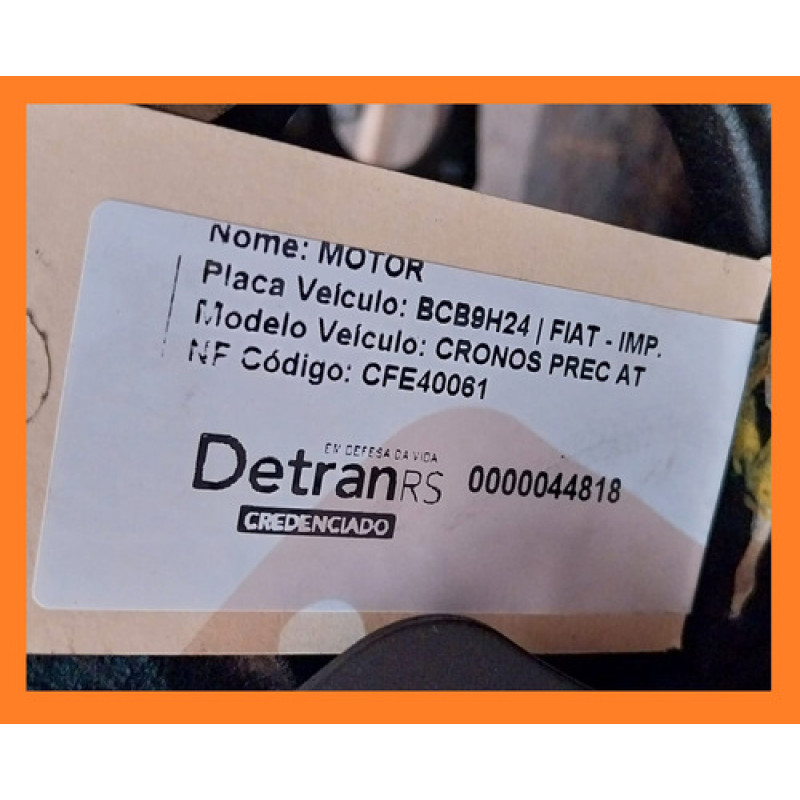 Nome: MOTOR
Placa Veículo: BCB9H24 | FIAT - IMP.
Modelo Veículo: CRONOS PREC AT
NF Código: CFE40061
EM DEFESA DA VIDA
DetranRS 0000044818
CREDENCIADO